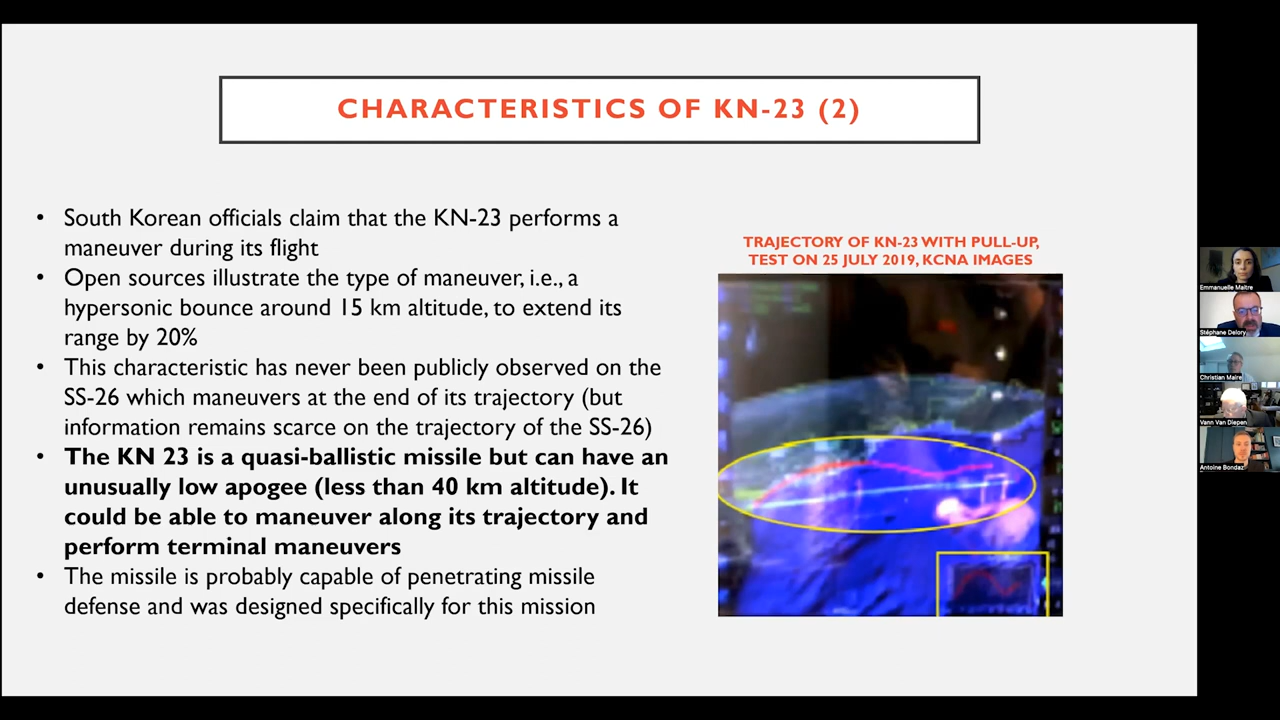 CHARACTERISTICS OF KN-23 (2)
• South Korean officials claim that the KN-23 performs a
maneuver during its flight
• Open sources illustrate the type of maneuver, i.e., a
hypersonic bounce around 15 km altitude, to extend its
range by 20%
• This characteristic has never been publicly observed on the
SS-26 which maneuvers at the end of its trajectory (but
information remains scarce on the trajectory of the SS-26)
• The KN 23 is a quasi-ballistic missile but can have an
unusually low apogee (less than 40 km altitude). It
could be able to maneuver along its trajectory and
perform terminal maneuvers
• The missile is probably capable of penetrating missile
defense and was designed specifically for this mission
TRAJECTORY OF KN-23 WITH PULL-UP,
TEST ON 25 JULY 2019, KCNA IMAGES
Emmanuelle Maitre
Stéphane Delory
Christian Maire
Vann Van Diepen
Antoine Bondaz